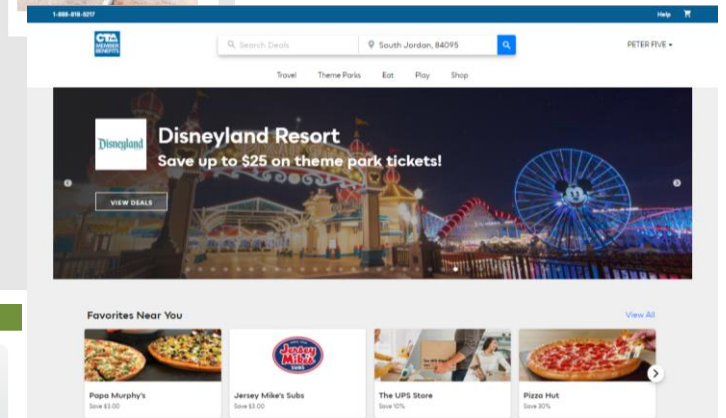 1-888-818-5217
Help
CTA
MEMBER
BENEFITS
Search Deals
South Jordan, 84095
PETER FIVE
Travel Theme Parks Eat Play Shop
Disneyland
Disneyland Resort
Save up to $25 on theme park tickets!
VIEW DEALS
Favorites Near You
View All
Jersey
Mike's
SUBS
Papa Murphy's
Save $3.00
Jersey Mike's Subs
Save $3.00
The UPS Store
Save 10%
Pizza Hut
Save 30%